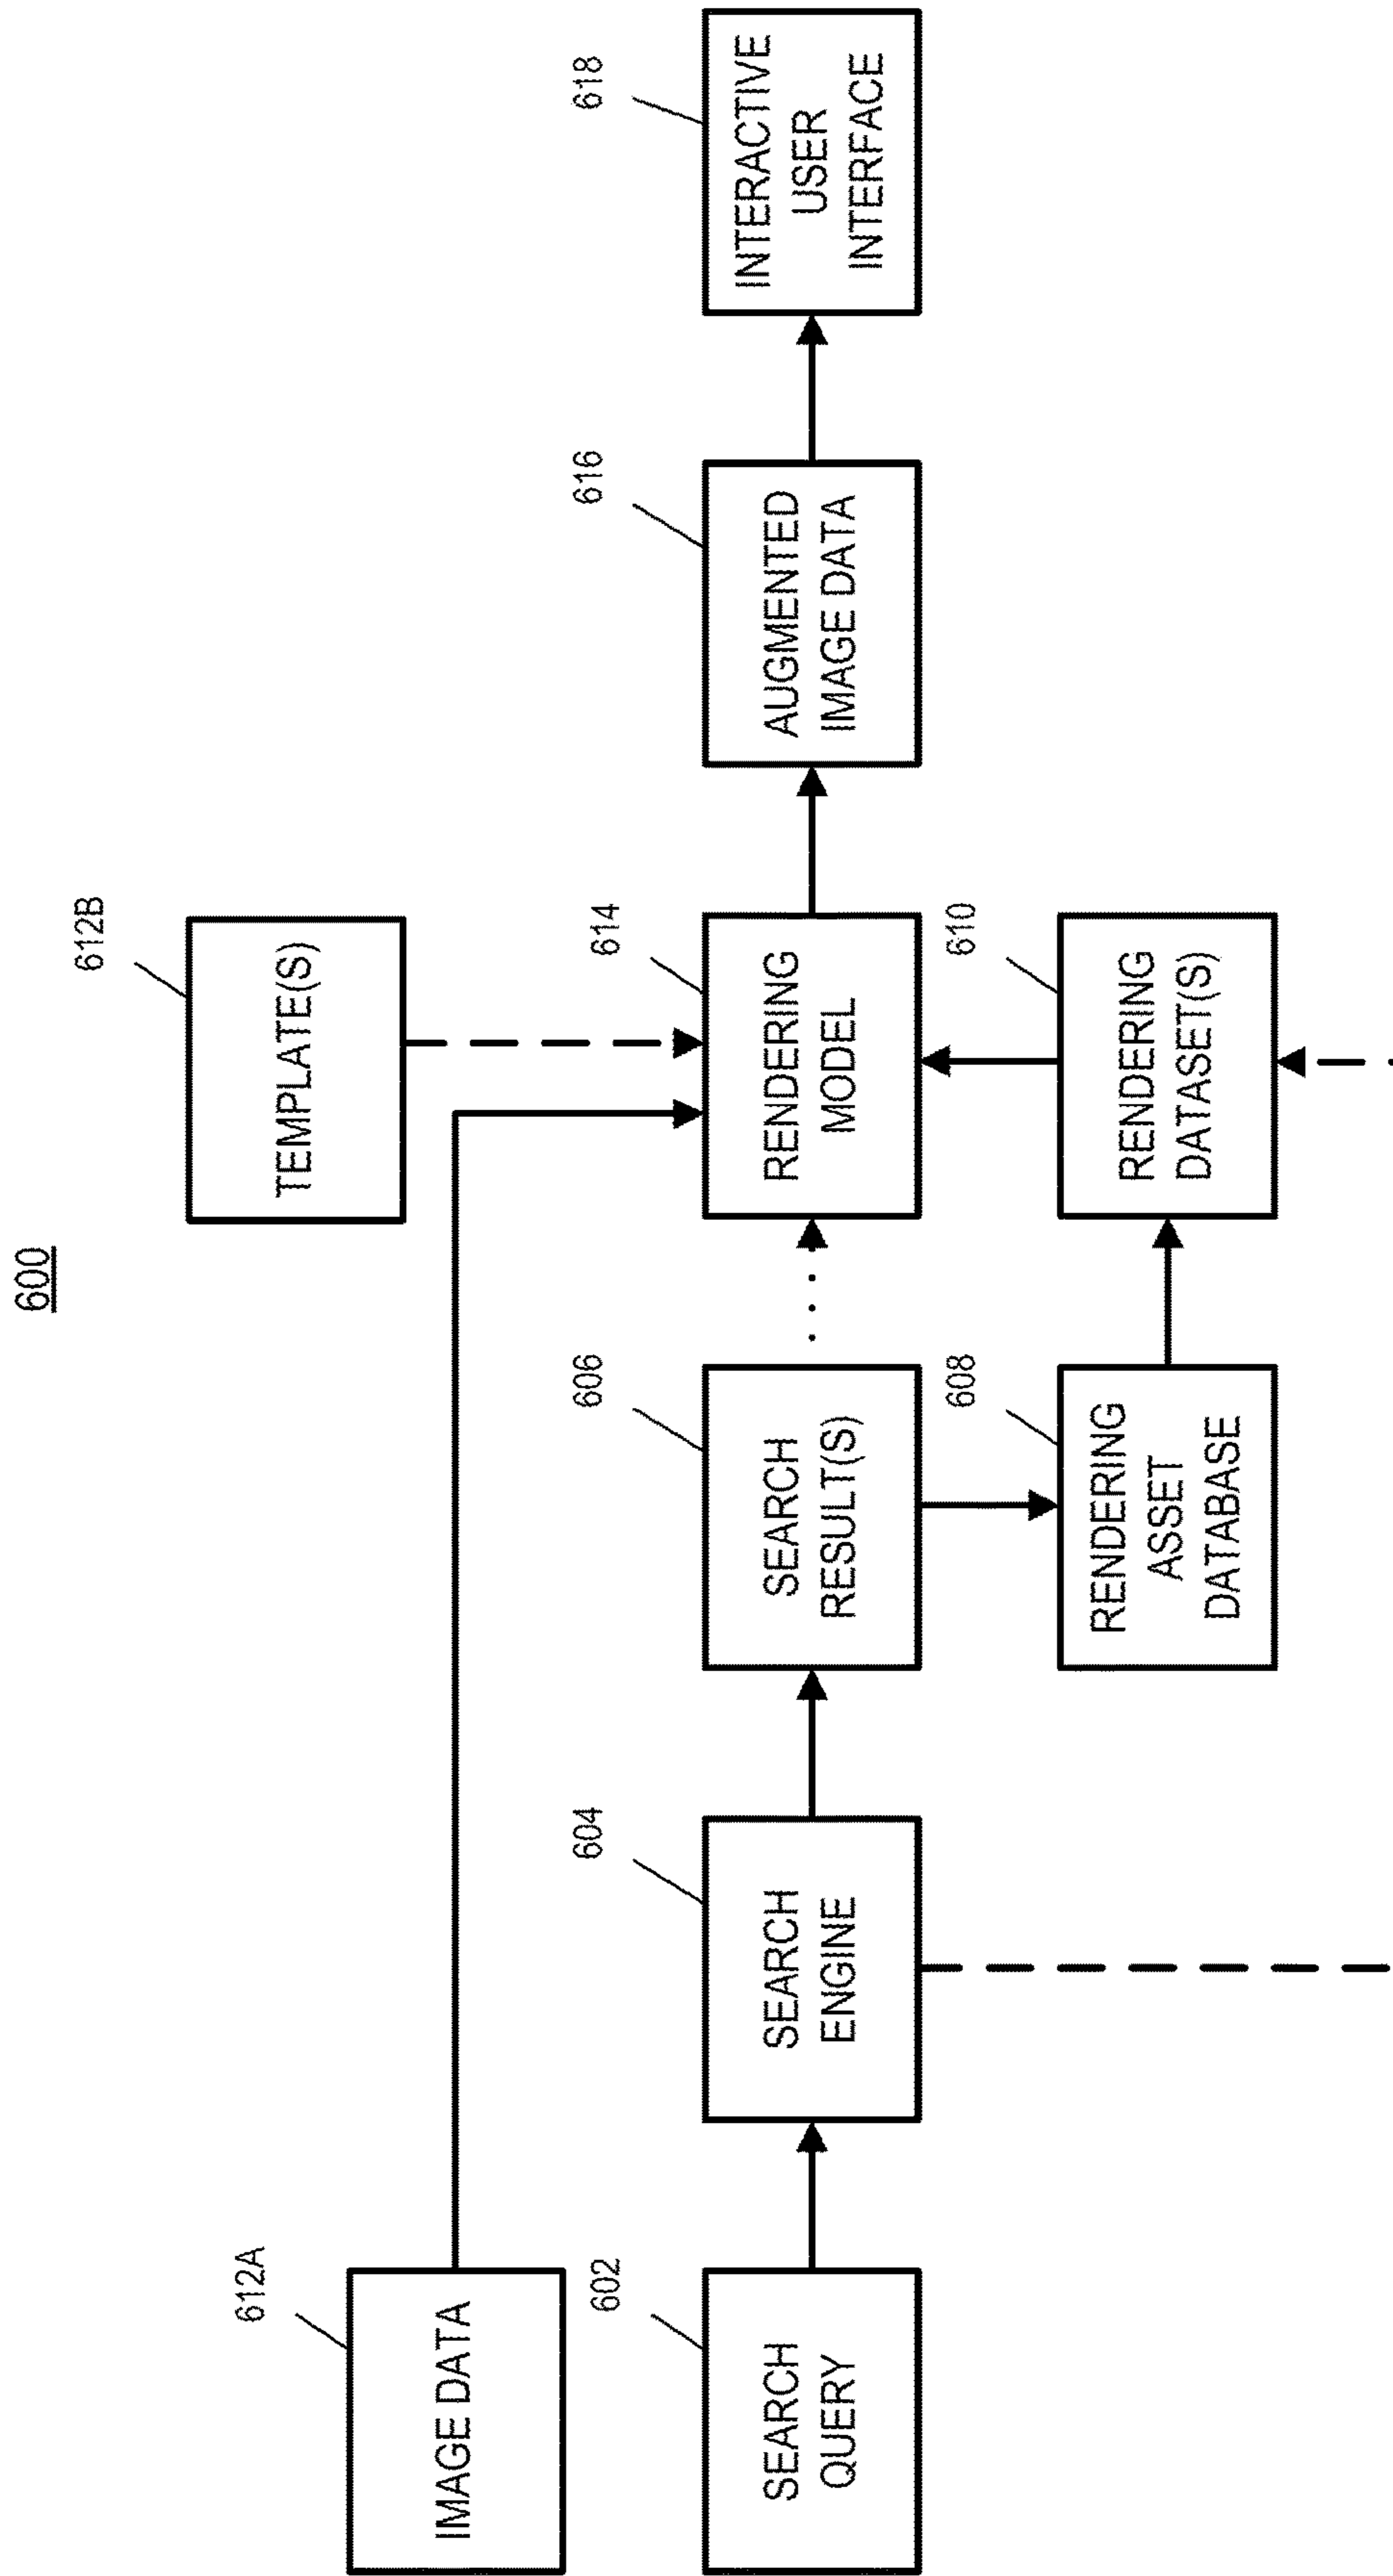 600
612B
TEMPLATE(S)
612A
IMAGE DATA
602
SEARCH
QUERY
604
SEARCH
ENGINE
606
SEARCH
RESULT(S)
614
RENDERING
MODEL
616
AUGMENTED
IMAGE DATA
618
INTERACTIVE
USER
INTERFACE
608
RENDERING
ASSET
DATABASE
610
RENDERING
DATASET(S)